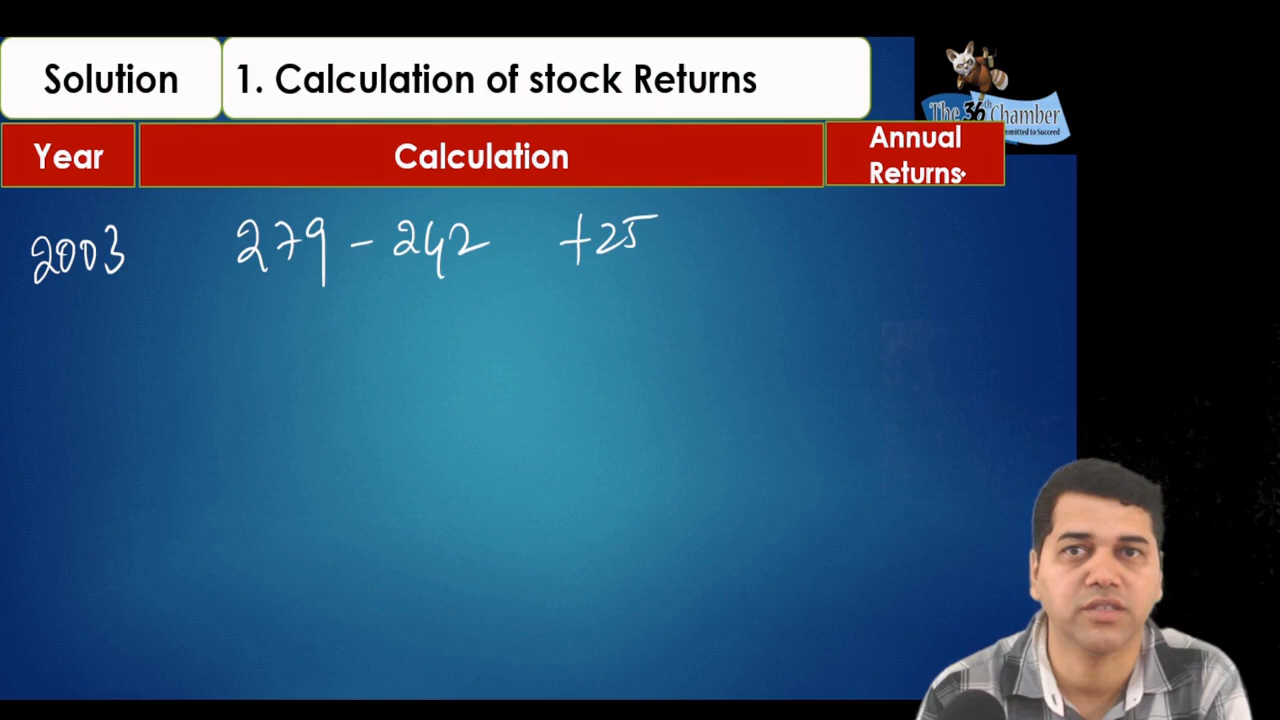 Solution
1. Calculation of stock Returns
The 36th Chamber
mmitted to Succeed
Year
Calculation
Annual
Returns
2003 279 - 242 +25